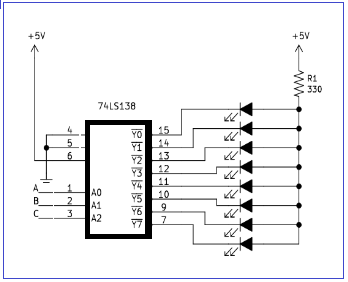 +5V
+5V
R1
330
74LS138
4
5
6
A 1 A0
B 2 A1
C 3 A2
Y0 15
Y1 14
Y2 13
Y3 12
Y4 11
Y5 10
Y6 9
Y7 7